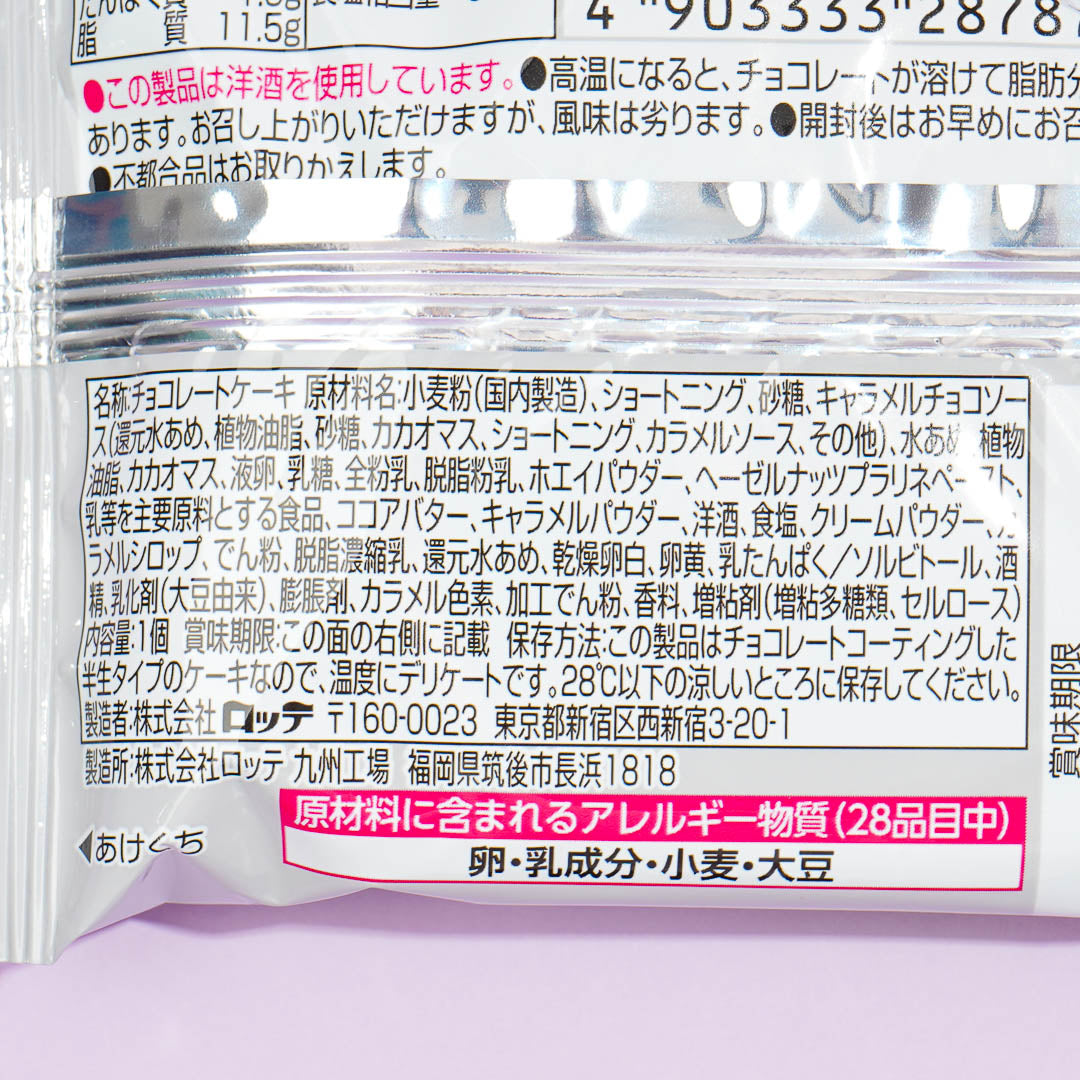 質 11.5g
脂
4 903333 2878
●この製品は洋酒を使用しています。●高温になると、チョコレートが溶けて脂肪分
あります。お召し上がりいただけますが、風味は劣ります。●開封後はお早めにお召
●不都合品はお取りかえします。
名称:チョコレートケーキ 原材料名:小麦粉(国内製造)、ショートニング、砂糖、キャラメルチョコソー
ス(還元水あめ、植物油脂、砂糖、カカオマス、ショートニング、カラメルソース、その他)、水あめ、植物
油脂、カカオマス、液卵、乳糖、全粉乳、脱脂粉乳、ホエイパウダー、ヘーゼルナッツプラリネペースト、
乳等を主要原料とする食品、ココアバター、キャラメルパウダー、洋酒、食塩、クリームパウダー、カ
ラメルシロップ、でん粉、脱脂濃縮乳、還元水あめ、乾燥卵白、卵黄、乳たんぱく/ソルビトール、酒
精、乳化剤(大豆由来)、膨脹剤、カラメル色素、加工でん粉、香料、増粘剤(増粘多糖類、セルロース)
内容量:1個 賞味期限:この面の右側に記載 保存方法:この製品はチョコレートコーティングした
半生タイプのケーキなので、温度にデリケートです。28℃以下の涼しいところに保存してください。
製造者:株式会社 ロッテ 〒160-0023 東京都新宿区西新宿3-20-1
製造所:株式会社ロッテ 九州工場 福岡県筑後市長浜1818
賞味期限
原材料に含まれるアレルギー物質(28品目中)
卵・乳成分・小麦・大豆
◀あけくち